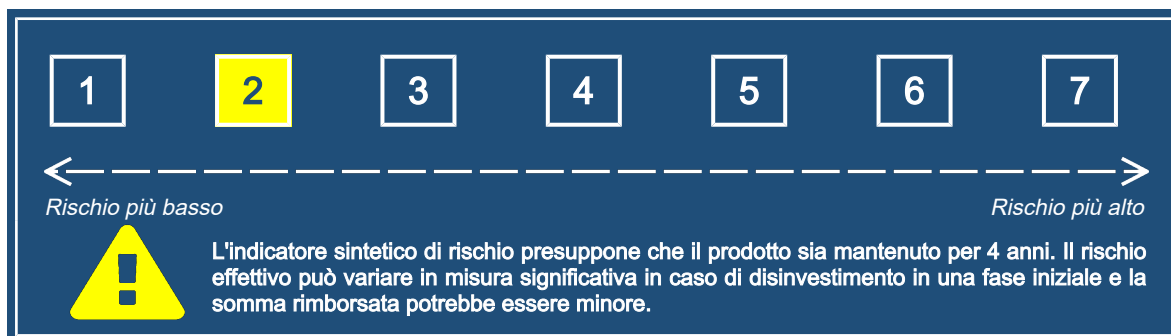 1 2 3 4 5 6 7
Rischio più basso Rischio più alto
L'indicatore sintetico di rischio presuppone che il prodotto sia mantenuto per 4 anni. Il rischio
effettivo può variare in misura significativa in caso di disinvestimento in una fase iniziale e la
somma rimborsata potrebbe essere minore.